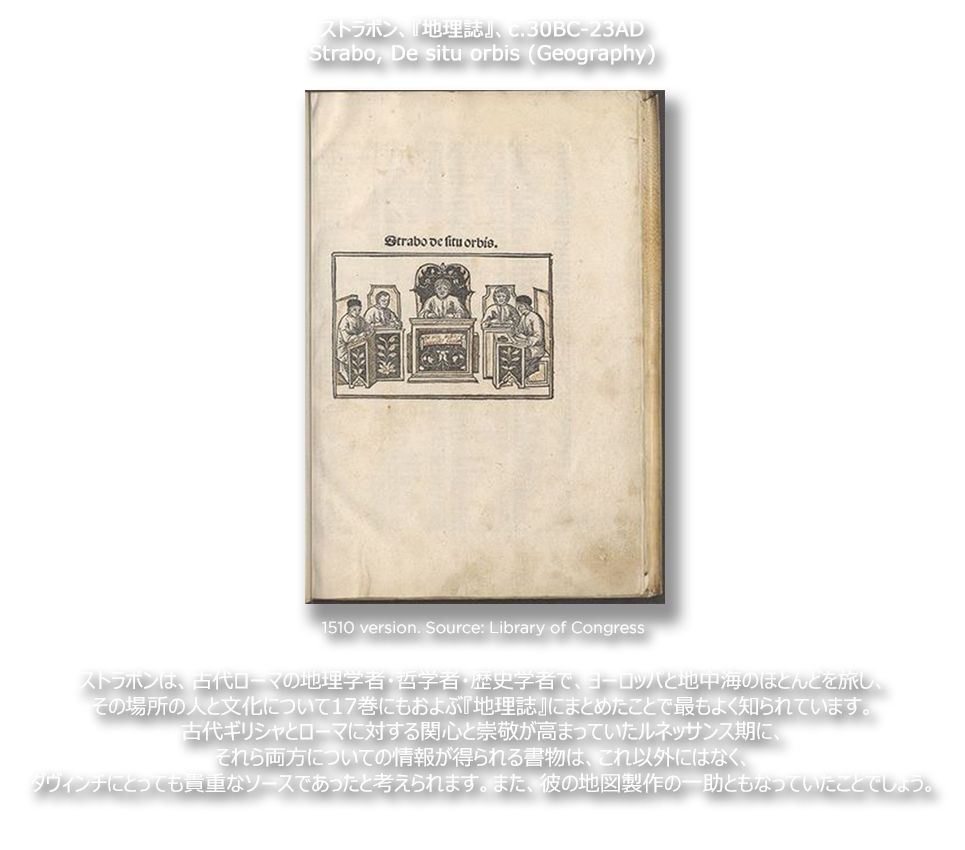 ストラボン、『地理誌』、c.30BC-23AD
Strabo, De situ orbis (Geography)
Strabo de situ orbis.
1510 version. Source: Library of Congress
ストラボンは、古代ローマの地理学者・哲学者・歴史学者で、ヨーロッパと地中海のほとんどを旅し、
その場所の人と文化について17巻にもおよぶ『地理誌』にまとめたことで最もよく知られています。
古代ギリシャとローマに対する関心と崇敬が高まっていたルネッサンス期に、
それら両方についての情報が得られる書物は、これ以外にはなく、
ダヴィンチにとっても貴重なソースであったと考えられます。また、彼の地図製作の一助ともなっていたことでしょう。